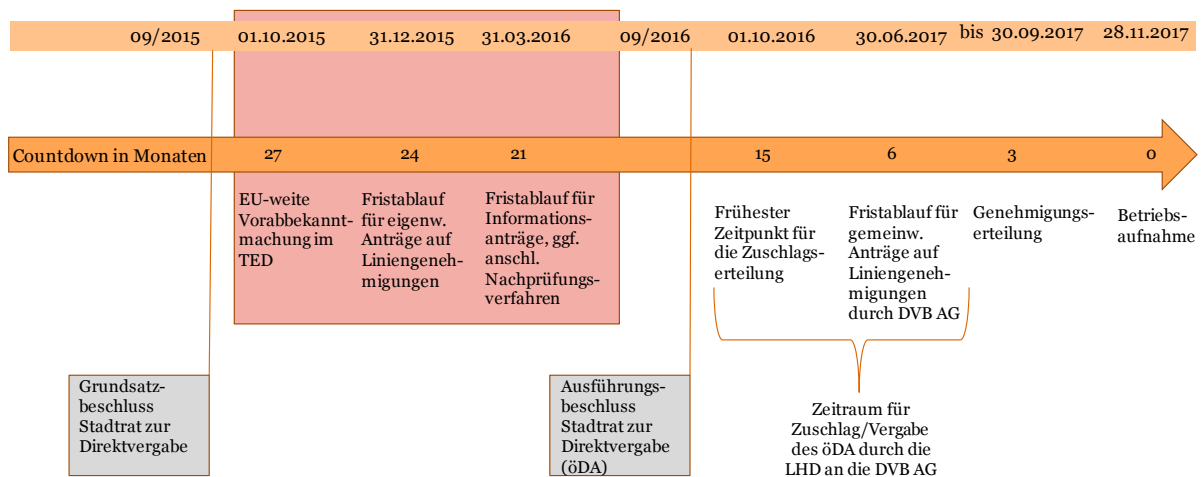 09/2015 01.10.2015 31.12.2015 31.03.2016 09/2016 01.10.2016 30.06.2017 bis 30.09.2017 28.11.2017
Countdown in Monaten 27 24 21 15 6 3 0
EU-weite
Vorabbekannt-
machung im
TED
Fristablauf
für eigenw.
Anträge auf
Liniengeneh-
migungen
Fristablauf für
Informations-
anträge, ggf.
anschl.
Nachprüfungs-
verfahren
Frühester
Zeitpunkt für
die Zuschlags-
erteilung
Fristablauf für
gemeinw.
Anträge auf
Liniengeneh-
migungen
durch DVB AG
Genehmigungs-
erteilung
Betriebs-
aufnahme
Grundsatz-
beschluss
Stadtrat zur
Direktvergabe
Ausführungs-
beschluss
Stadtrat zur
Direktvergabe
(öDA)
Zeitraum für
Zuschlag/Vergabe
des öDA durch die
LHD an die DVB AG